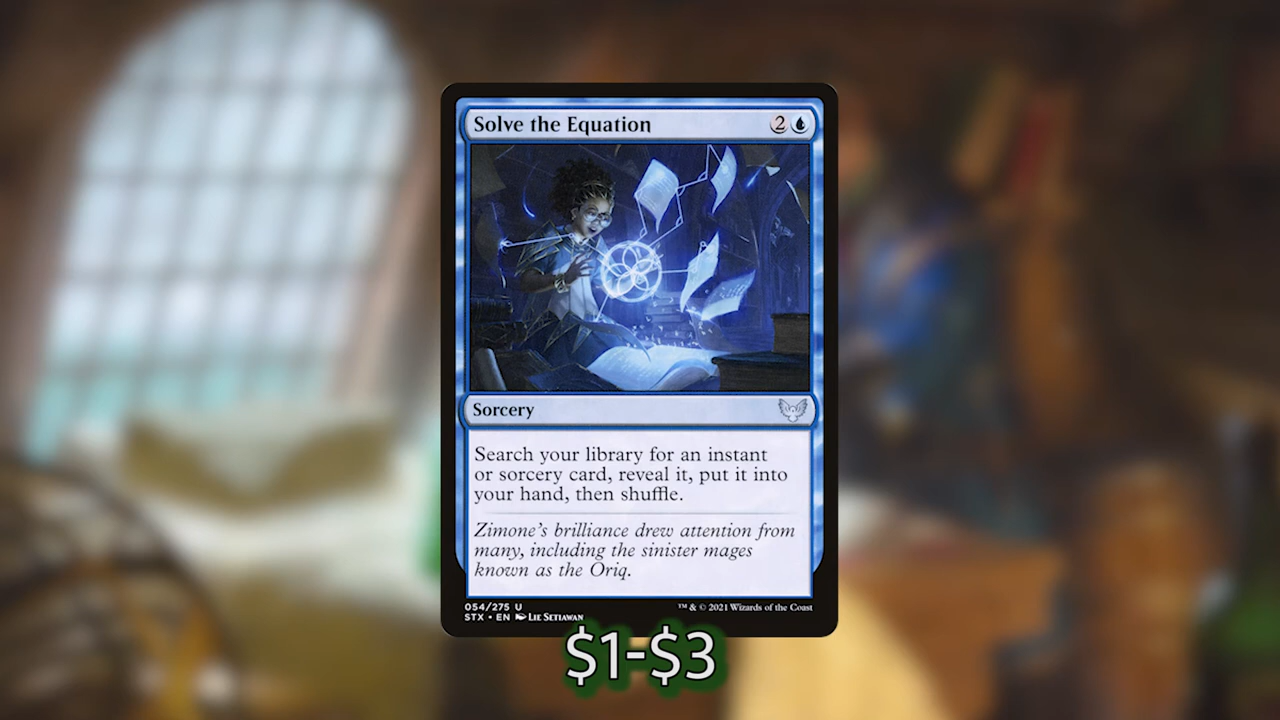 Solve the Equation 2
Sorcery
Search your library for an instant
or sorcery card, reveal it, put it into
your hand, then shuffle.
Zimone's brilliance drew attention from
many, including the sinister mages
known as the Oriq.
054/275 U
STX • EN Lie Setiawan
™ & © 2021 Wizards of the Coast
$1-$3